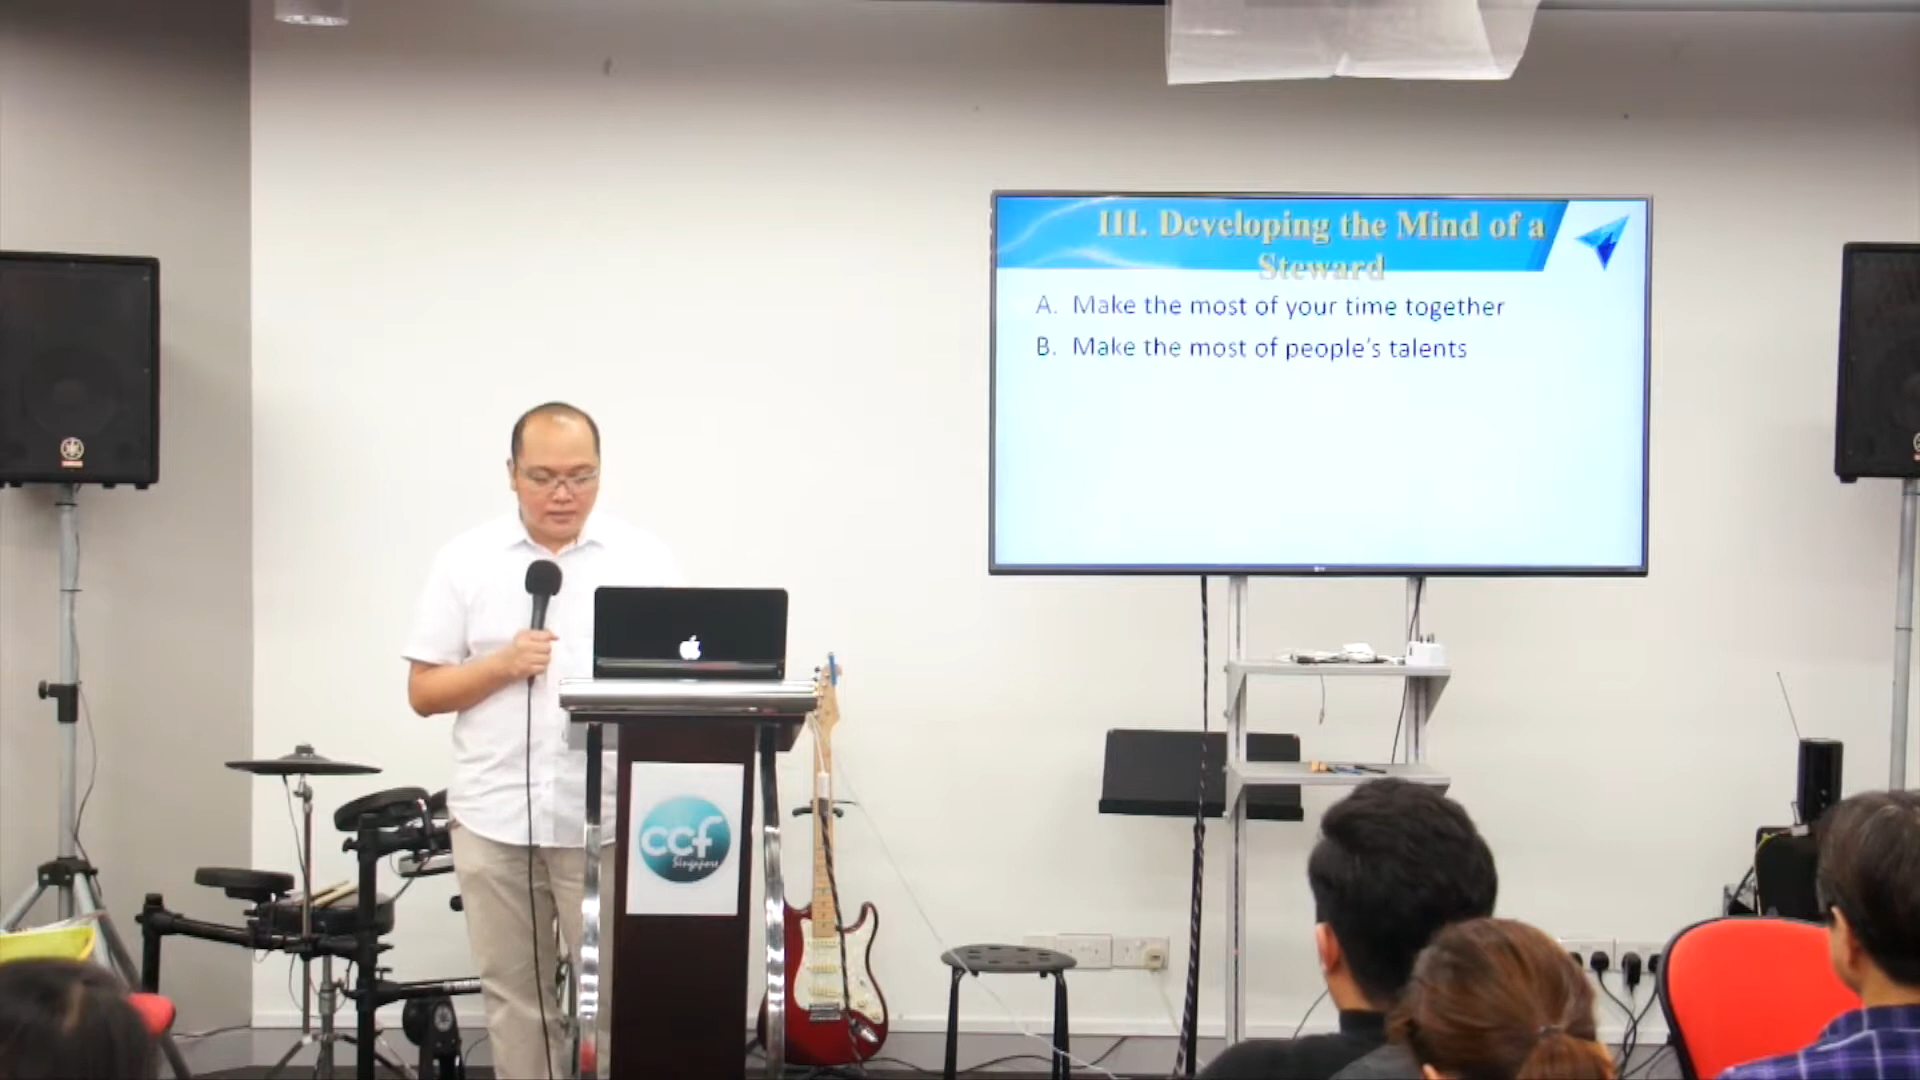 III. Developing the Mind of a
Steward
A. Make the most of your time together
B. Make the most of people's talents
ccf
Singapore